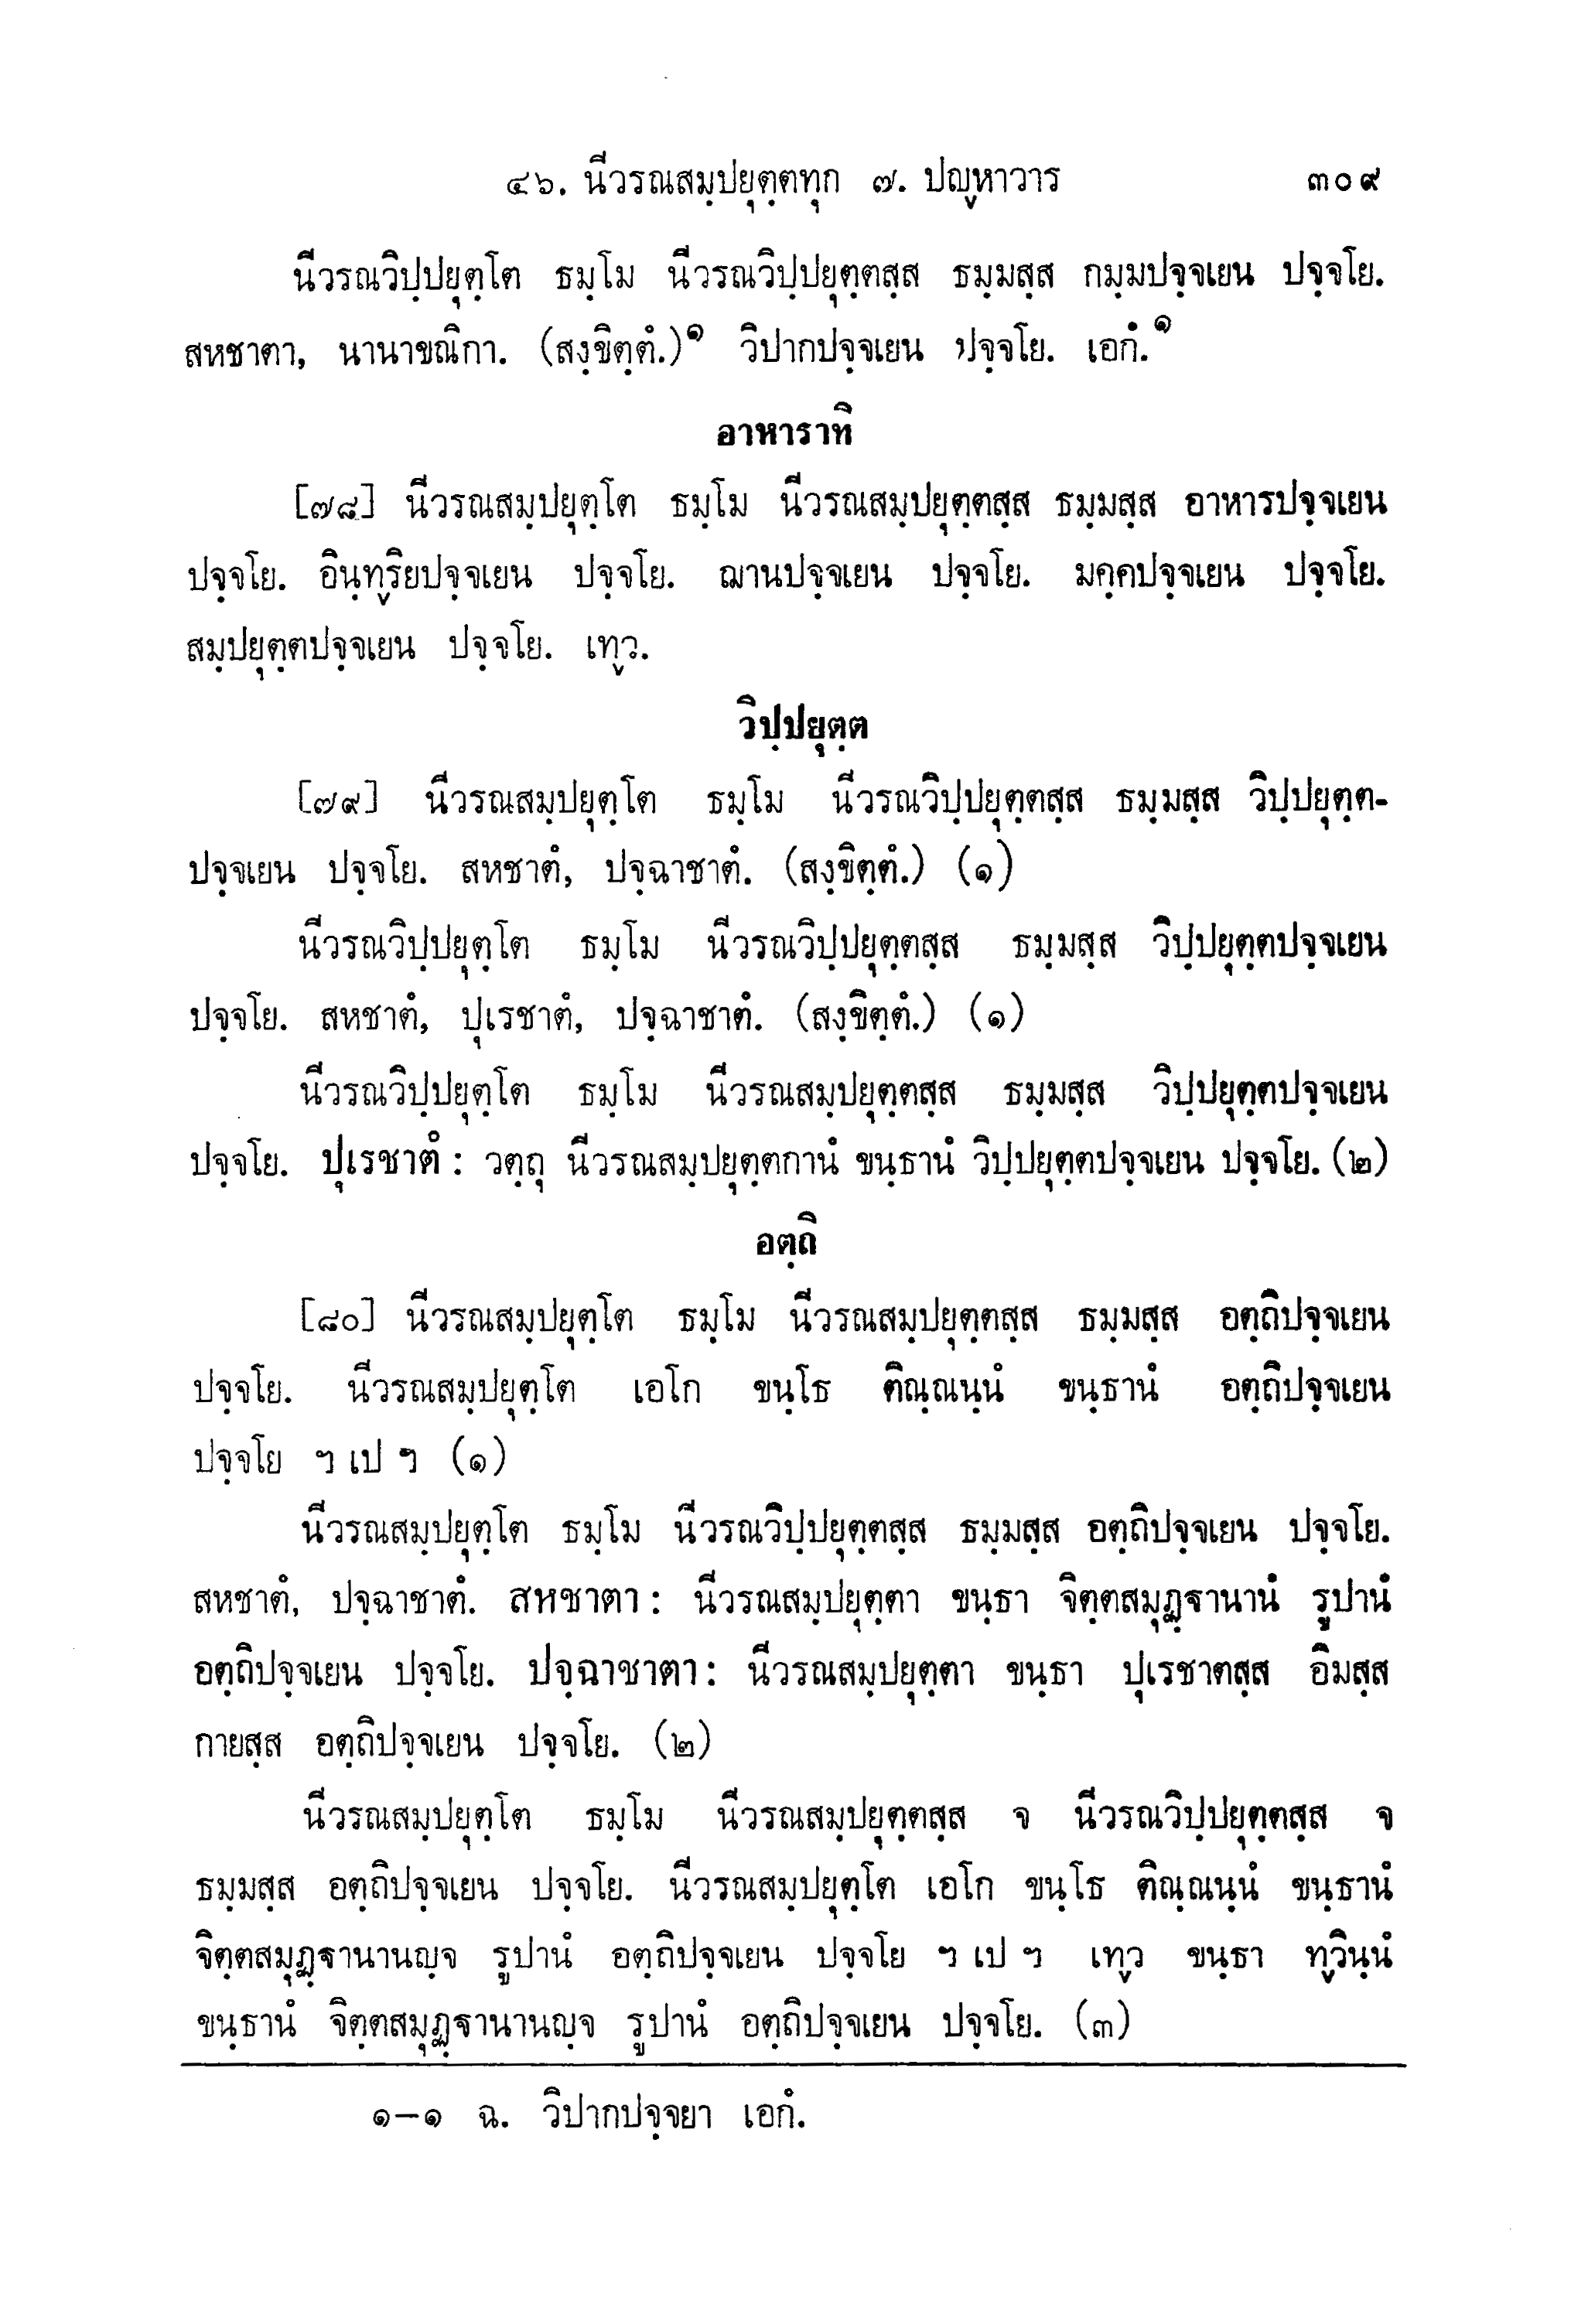 ๔๖. นีวรณสมฺปยุตฺตทุก ๗. ปญฺหาวาร ๓๐๙
นีวรณวิปฺปยุตฺโต ธมฺโม นีวรณวิปฺปยุตฺตสฺส ธมฺมสฺส กมฺมปจฺจเยน ปจฺจโย.
สหชาตา, นานาขณิกา. (สงฺขิตฺตํ.)๑ วิปากปจฺจเยน ปจฺจโย. เอกํ.๑
อาหาราทิ
[๗๘] นีวรณสมฺปยุตฺโต ธมฺโม นีวรณสมฺปยุตฺตสฺส ธมฺมสฺส อาหารปจฺจเยน
ปจฺจโย. อินฺทฺริยปจฺจเยน ปจฺจโย. ฌานปจฺจเยน ปจฺจโย. มคฺคปจฺจเยน ปจฺจโย.
สมฺปยุตฺตปจฺจเยน ปจฺจโย. เทฺว.
วิปฺปยุตฺต
[๗๙] นีวรณสมฺปยุตฺโต ธมฺโม นีวรณวิปฺปยุตฺตสฺส ธมฺมสฺส วิปฺปยุตฺต-
ปจฺจเยน ปจฺจโย. สหชาตํ, ปจฺฉาชาตํ. (สงฺขิตฺตํ.) (๑)
นีวรณวิปฺปยุตฺโต ธมฺโม นีวรณวิปฺปยุตฺตสฺส ธมฺมสฺส วิปฺปยุตฺตปจฺจเยน
ปจฺจโย. สหชาตํ, ปุเรชาตํ, ปจฺฉาชาตํ. (สงฺขิตฺตํ.) (๑)
นีวรณวิปฺปยุตฺโต ธมฺโม นีวรณสมฺปยุตฺตสฺส ธมฺมสฺส วิปฺปยุตฺตปจฺจเยน
ปจฺจโย. ปุเรชาตํ : วตฺถุ นีวรณสมฺปยุตฺตกานํ ขนฺธานํ วิปฺปยุตฺตปจฺจเยน ปจฺจโย. (๒)
อตฺถิ
[๘๐] นีวรณสมฺปยุตฺโต ธมฺโม นีวรณสมฺปยุตฺตสฺส ธมฺมสฺส อตฺถิปจฺจเยน
ปจฺจโย. นีวรณสมฺปยุตฺโต เอโก ขนฺโธ ติณฺณนฺนํ ขนฺธานํ อตฺถิปจฺจเยน
ปจฺจโย ฯ เป ฯ (๑)
นีวรณสมฺปยุตฺโต ธมฺโม นีวรณวิปฺปยุตฺตสฺส ธมฺมสฺส อตฺถิปจฺจเยน ปจฺจโย.
สหชาตํ, ปจฺฉาชาตํ. สหชาตา : นีวรณสมฺปยุตฺตา ขนฺธา จิตฺตสมุฏฺฐานานํ รูปานํ
อตฺถิปจฺจเยน ปจฺจโย. ปจฺฉาชาตา : นีวรณสมฺปยุตฺตา ขนฺธา ปุเรชาตสฺส อิมสฺส
กายสฺส อตฺถิปจฺจเยน ปจฺจโย. (๒)
นีวรณสมฺปยุตฺโต ธมฺโม นีวรณสมฺปยุตฺตสฺส จ นีวรณวิปฺปยุตฺตสฺส จ
ธมฺมสฺส อตฺถิปจฺจเยน ปจฺจโย. นีวรณสมฺปยุตฺโต เอโก ขนฺโธ ติณฺณนฺนํ ขนฺธานํ
จิตฺตสมุฏฺฐานานญฺจ รูปานํ อตฺถิปจฺจเยน ปจฺจโย ฯ เป ฯ เทฺว ขนฺธา ทฺวินฺนํ
ขนฺธานํ จิตฺตสมุฏฺฐานานญฺจ รูปานํ อตฺถิปจฺจเยน ปจฺจโย. (๓)
๑-๑ ฉ. วิปากปจฺจยา เอกํ.